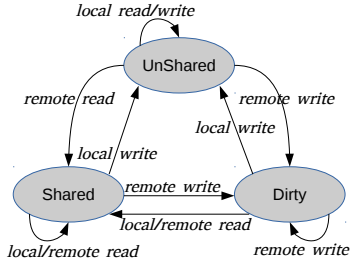 local read/write
UnShared
remote read
remote write
local write
local write
Shared
remote write
Dirty
local/remote read
local/remote read
remote write